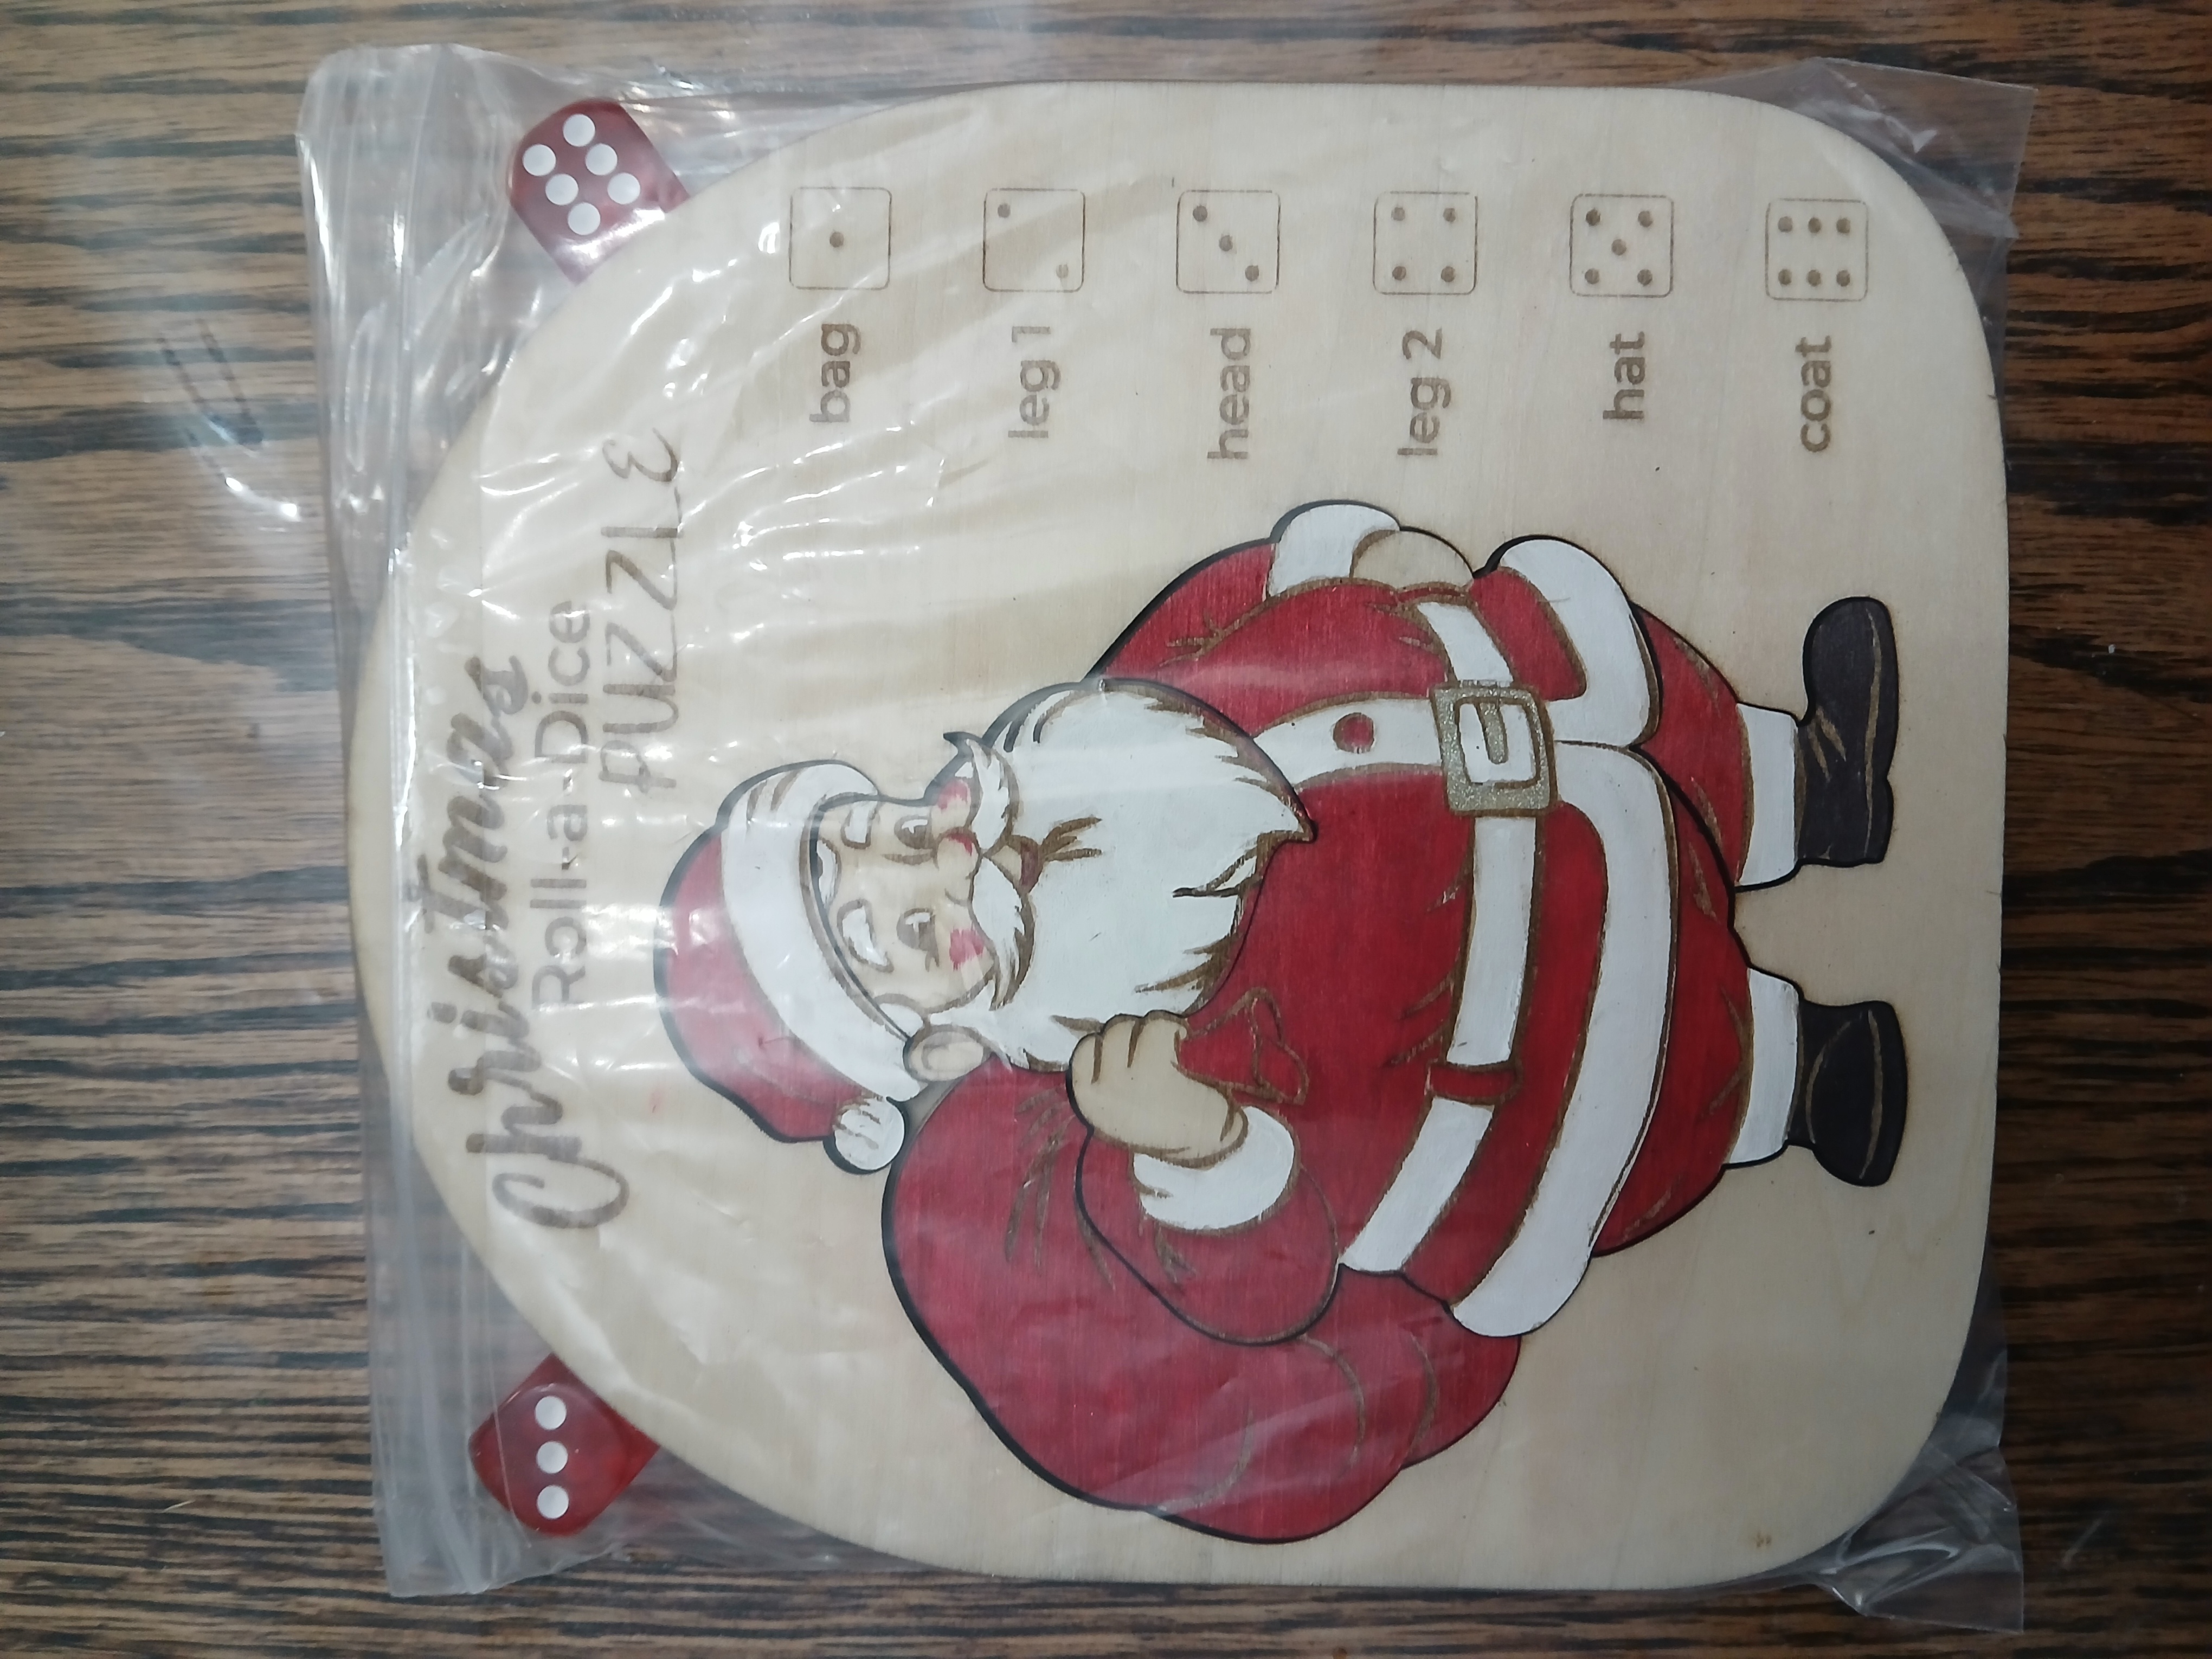 Christmas
Roll-a-Dice
PUZZLE
bag
leg 1
head
leg 2
hat
coat